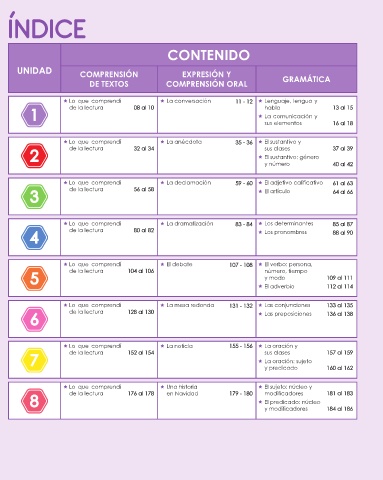 ÍNDICE
UNIDAD
CONTENIDO
COMPRENSIÓN
DE TEXTOS
EXPRESIÓN Y
COMPRENSIÓN ORAL
GRAMÁTICA
1
★ Lo que comprendí
de la lectura 08 al 10
★ La conversación 11 - 12
★ Lenguaje, lengua y
habla 13 al 15
★ La comunicación y
sus elementos 16 al 18
2
★ Lo que comprendí
de la lectura 32 al 34
★ La anécdota 35 - 36
★ El sustantivo y
sus clases 37 al 39
★ El sustantivo: género
y número 40 al 42
3
★ Lo que comprendí
de la lectura 56 al 58
★ La declamación 59 - 60
★ El adjetivo calificativo 61 al 63
★ El artículo 64 al 66
4
★ Lo que comprendí
de la lectura 80 al 82
★ La dramatización 83 - 84
★ Los determinantes 85 al 87
★ Los pronombres 88 al 90
5
★ Lo que comprendí
de la lectura 104 al 106
★ El debate 107 - 108
★ El verbo: persona,
número, tiempo
y modo 109 al 111
★ El adverbio 112 al 114
6
★ Lo que comprendí
de la lectura 128 al 130
★ La mesa redonda 131 - 132
★ Las conjunciones 133 al 135
★ Las preposiciones 136 al 138
7
★ Lo que comprendí
de la lectura 152 al 154
★ La noticia 155 - 156
★ La oración y
sus clases 157 al 159
★ La oración: sujeto
y predicado 160 al 162
8
★ Lo que comprendí
de la lectura 176 al 178
★ Una historia
en Navidad 179 - 180
★ El sujeto: núcleo y
modificadores 181 al 183
★ El predicado: núcleo
y modificadores 184 al 186